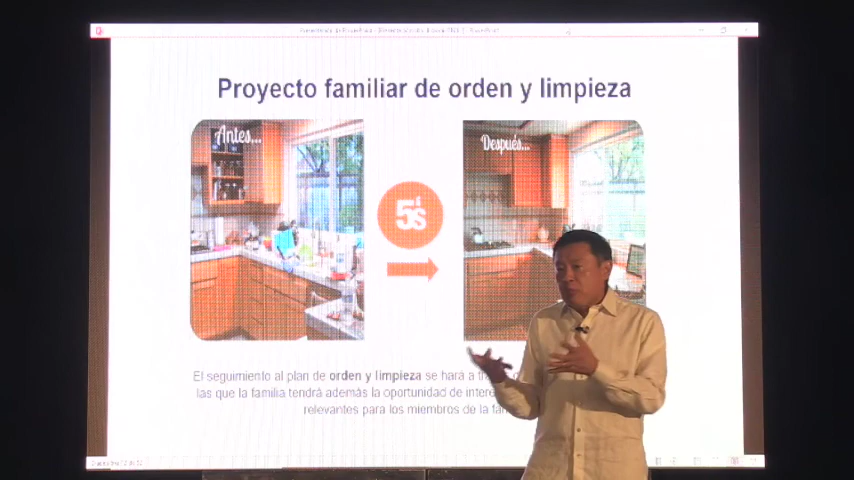 Proyecto familiar de orden y limpieza
Antes...
Después...
5's
El seguimiento al plan de orden y limpieza se hará a
las que la familia tendrá además la oportunidad de
relevantes para los miembros de la